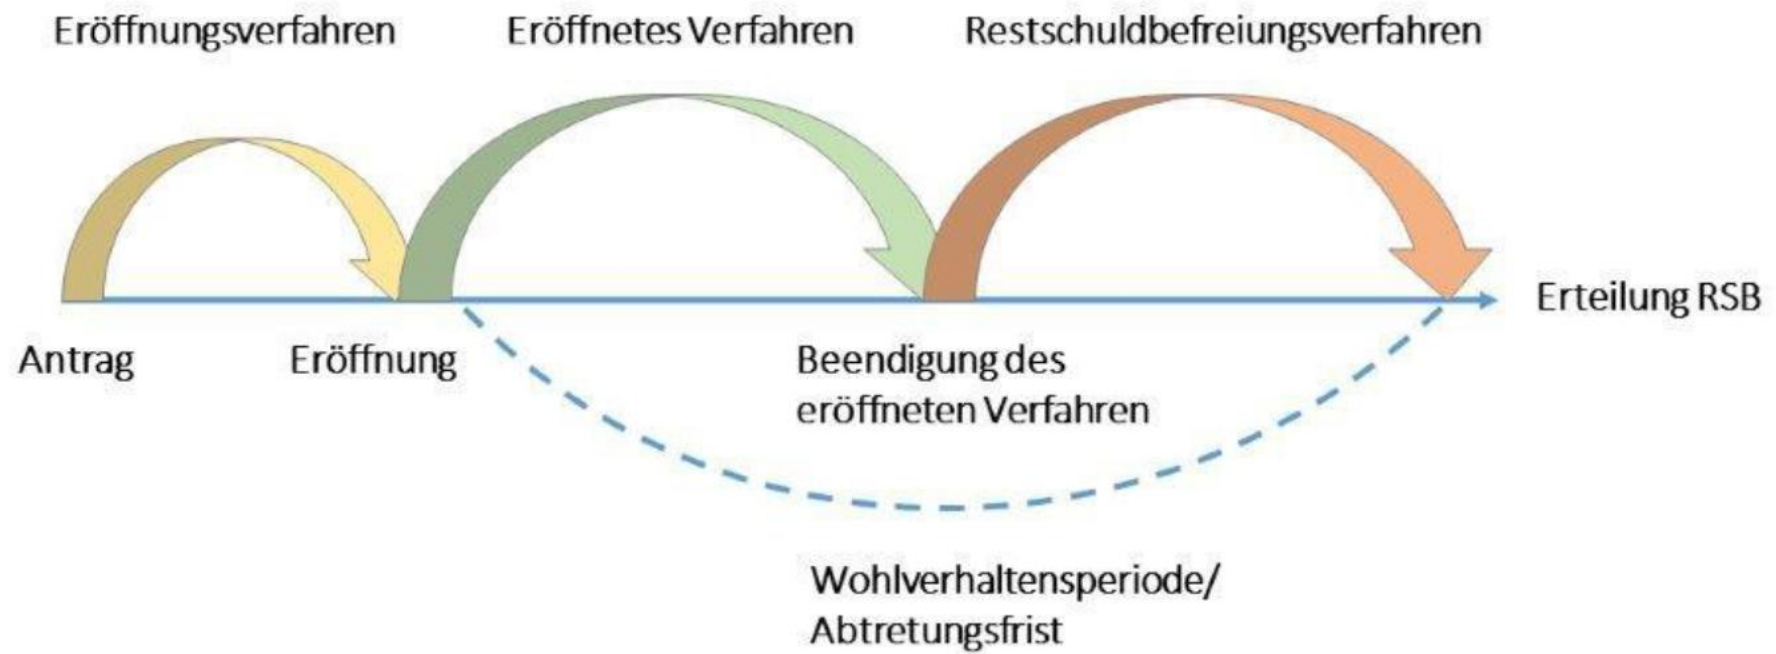 Eröffnungsverfahren
Eröffnetes Verfahren
Restschuldbefreiungsverfahren
Erteilung RSB
Antrag
Eröffnung
Beendigung des
eröffneten Verfahren
Wohlverhaltensperiode/
Abtretungsfrist